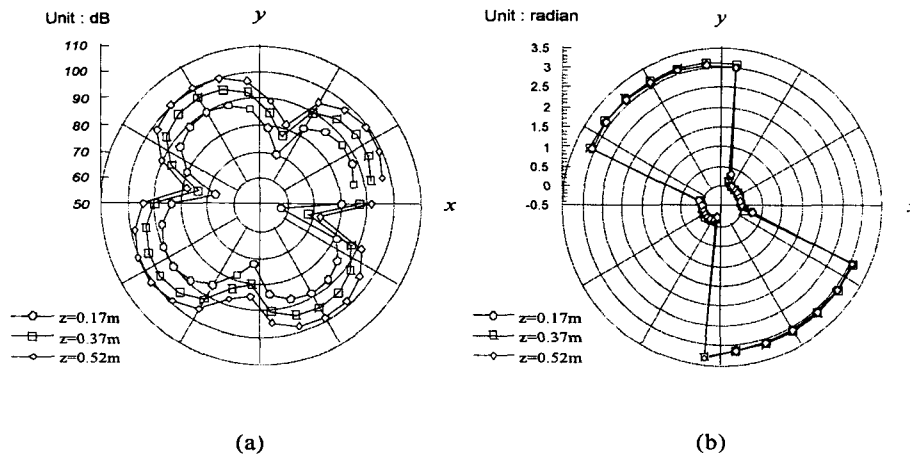 Unit : dB
y
110
100
90
80
70
60
50
x
z=0.17m
z=0.37m
z=0.52m
(a)
Unit : radian
y
3.5
3
2.5
2
1.5
1
0.5
0
-0.5
z=0.17m
z=0.37m
z=0.52m
(b)